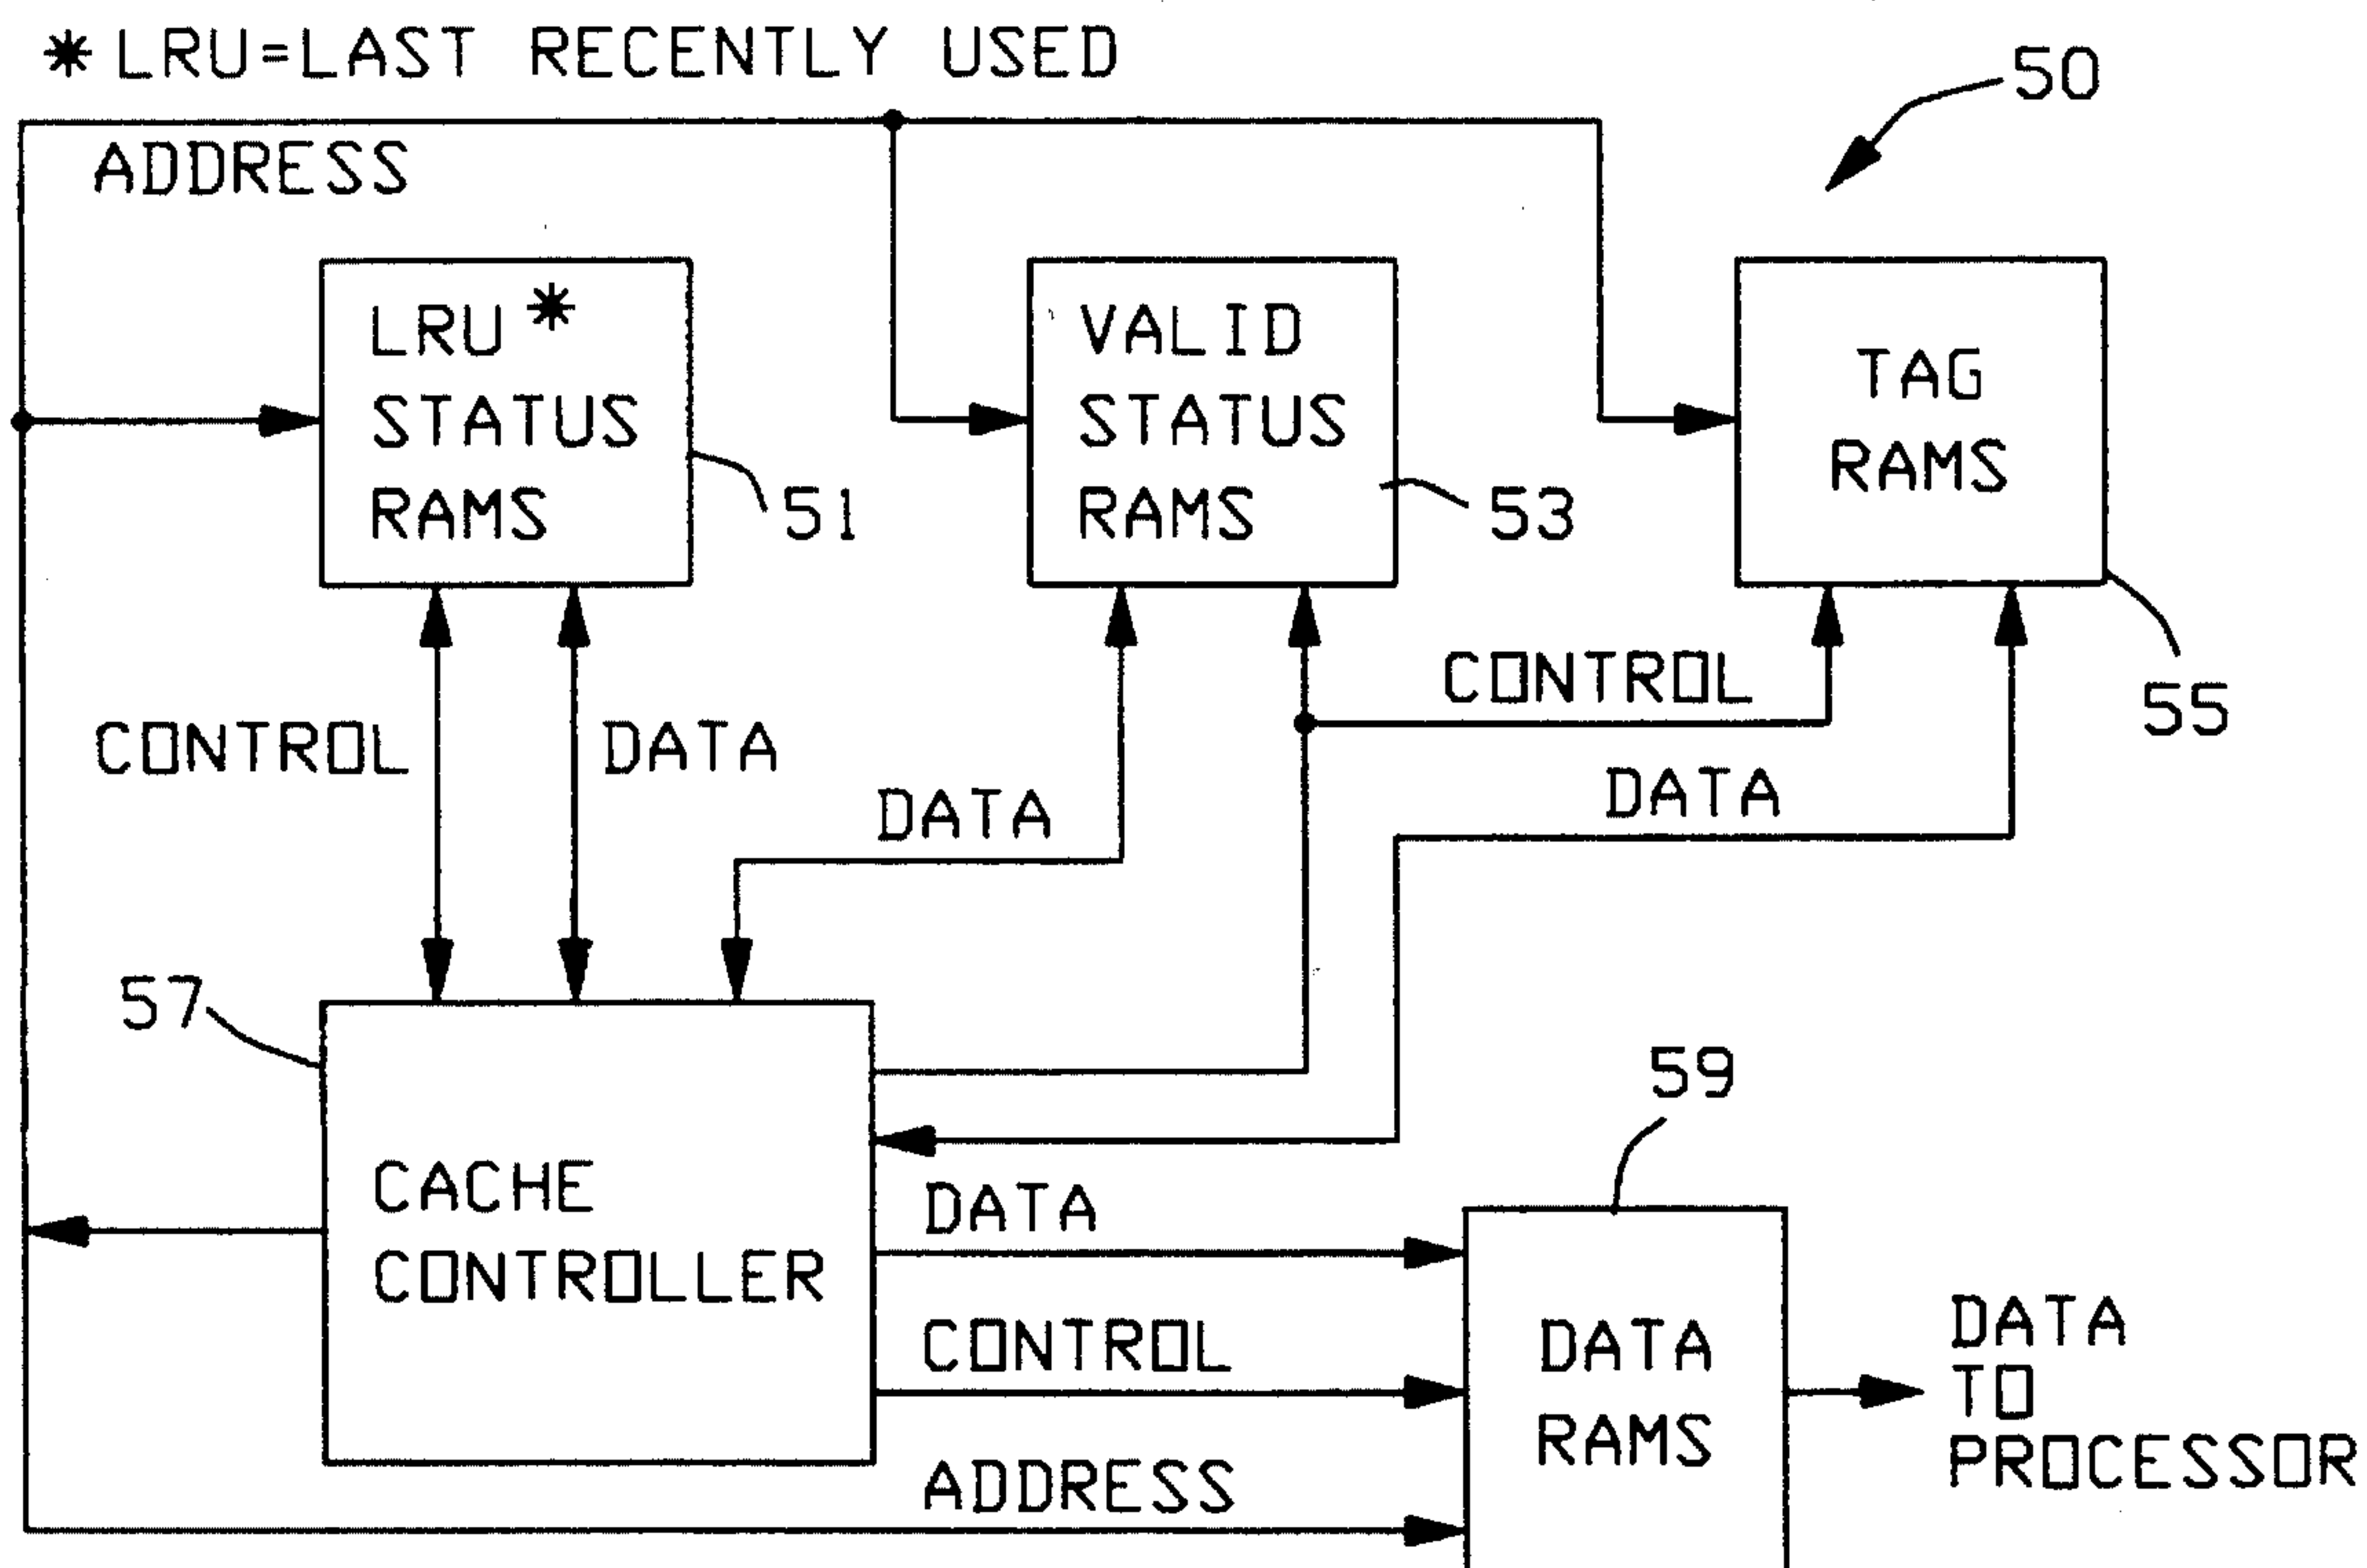 * LRU=LAST RECENTLY USED
50
ADDRESS
LRU*
STATUS
RAMS
51
VALID
STATUS
RAMS
53
TAG
RAMS
55
CONTROL
DATA
DATA
CONTROL
DATA
57
CACHE
CONTROLLER
59
DATA
CONTROL
ADDRESS
DATA
RAMS
DATA
TO
PROCESSOR